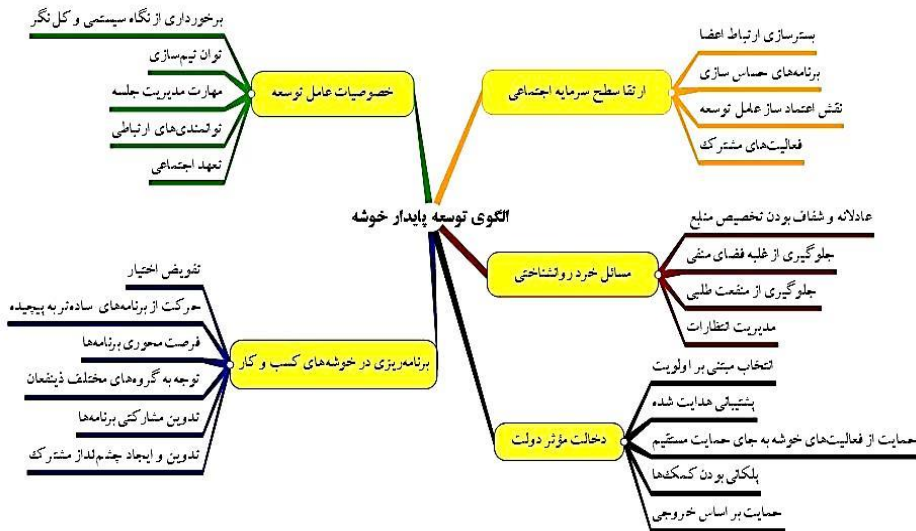 الگوی توسعه پایدار خوشه
ارتقا سطح سرمایه اجتماعی
بسترسازی ارتباط اعضا
برنامه‌های حساس سازی
نقش اعتماد ساز عامل توسعه
فعالیت‌های مشترک
مسائل خرد روانشناختی
عادلانه و شفاف بودن تخصیص منابع
جلوگیری از غلبه فضای منفی
جلوگیری از منفعت طلبی
مدیریت انتظارات
دخالت مؤثر دولت
انتخاب مبتنی بر اولویت
پشتیبانی هدایت شده
حمایت از فعالیت‌های خوشه به جای حمایت مستقیم
پلکانی بودن کمک‌ها
حمایت بر اساس خروجی
خصوصیات عامل توسعه
برخورداری از نگاه سیستمی و کل نگر
توان تیم‌سازی
مهارت مدیریت جلسه
توانمندی‌های ارتباطی
تعهد اجتماعی
برنامه‌ریزی در خوشه‌های کسب و کار
تفویض اختیار
حرکت از برنامه‌های ساده‌تر به پیچیده
فرصت محوری برنامه‌ها
توجه به گروه‌های مختلف ذینفعان
تدوین مشارکتی برنامه‌ها
تدوین و ایجاد چشم‌انداز مشترک